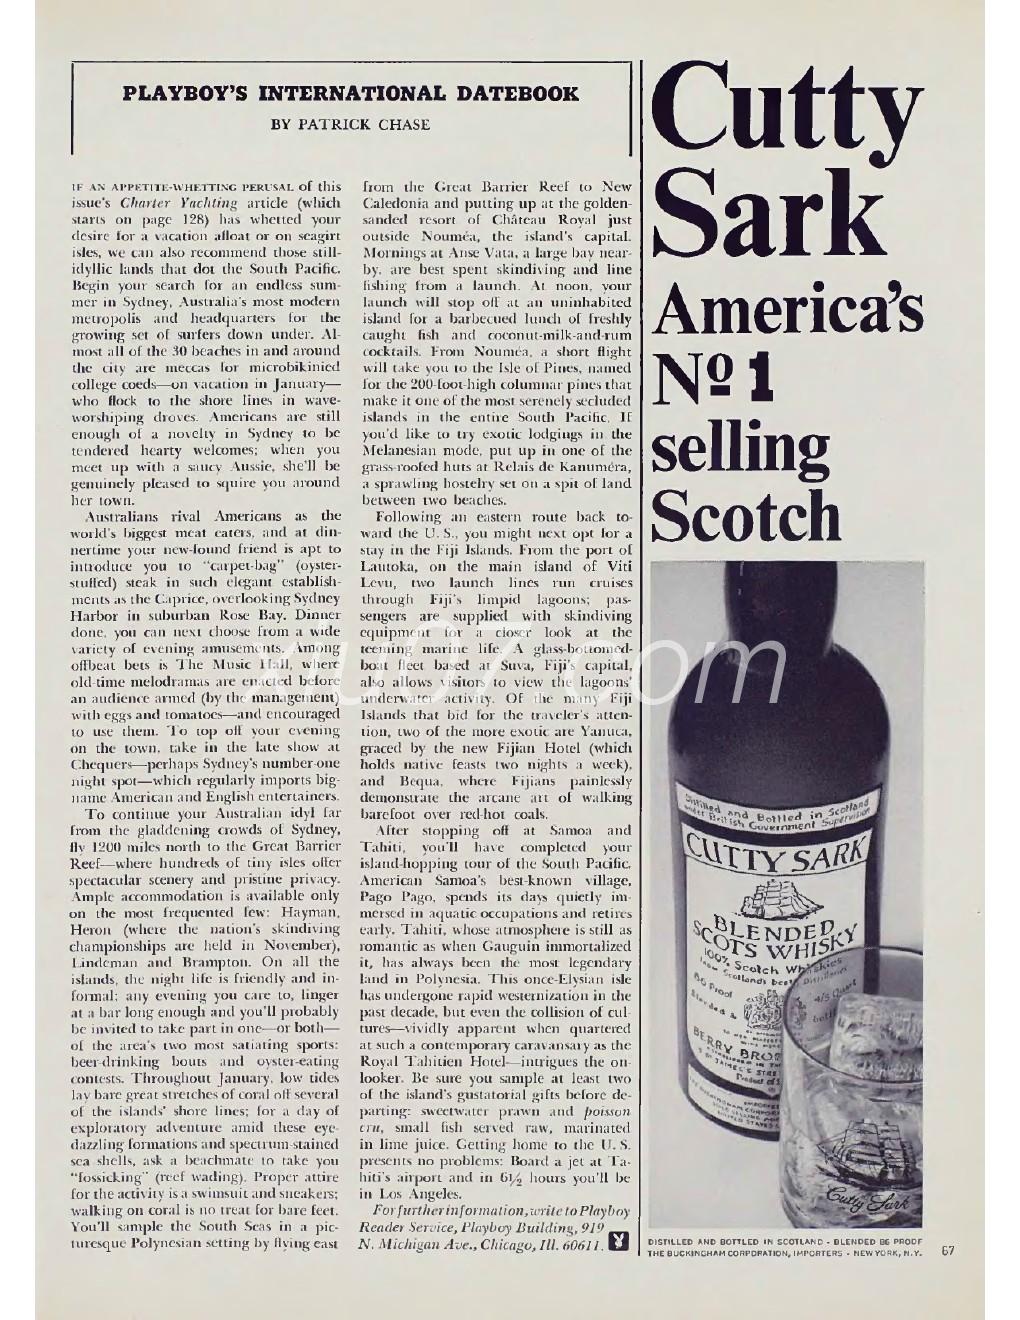 PLAYBOY'S INTERNATIONAL DATEBOOK
BY PATRICK CHASE
IF AN APPETITE-WHETTING PERUSAL of this
issue's Charter Yachting article (which
starts on page 128) has whetted your
desire for a vacation afloat or on seagirt
isles, we can also recommend those still-
idyllic lands that dot the South Pacific.
Begin your search for an endless sum-
mer in Sydney, Australia's most modern
metropolis and headquarters for the
growing set of surfers down under. Al-
most all of the 30 beaches in and around
the city are meccas for microbikinied
college coeds—on vacation in January—
who flock to the shore lines in wave-
worshiping droves. Americans are still
enough of a novelty in Sydney to be
tendered hearty welcomes; when you
meet up with a saucy Aussie, she'll be
genuinely pleased to squire you around
her town.
Australians rival Americans as the
world's biggest meat eaters, and at din-
nertime your new-found friend is apt to
introduce you to "carpet-bag" (oyster-
stuffed) steak in such elegant establish-
ments as the Caprice, overlooking Sydney
Harbor in suburban Rose Bay. Dinner
done, you can next choose from a wide
variety of evening amusements. Among
offbeat bets is The Music Hall, where
old-time melodramas are enacted before
an audience armed (by the management)
with eggs and tomatoes—and encouraged
to use them. To top off your evening
on the town, take in the late show at
Chequers—perhaps Sydney's number-one
night spot—which regularly imports big-
name American and English entertainers.
To continue your Australian idyl far
from the gladdening crowds of Sydney,
fly 1200 miles north to the Great Barrier
Reef—where hundreds of tiny isles offer
spectacular scenery and pristine privacy.
Ample accommodation is available only
on the most frequented few: Hayman,
Heron (where the nation's skindiving
championships are held in November),
Lindeman and Brampton. On all the
islands, the night life is friendly and in-
formal: any evening you care to, linger
at a bar long enough and you'll probably
be invited to take part in one—or both—
of the area's two most satiating sports:
beer-drinking bouts and oyster-eating
contests. Throughout January, low tides
lay bare great stretches of coral off several
of the islands' shore lines; for a day of
exploratory adventure amid these eye-
dazzling formations and spectrum-stained
sea shells, ask a beachmate to take you
"fossicking" (reef wading). Proper attire
for the activity is a swimsuit and sneakers;
walking on coral is no treat for bare feet.
You'll sample the South Seas in a pic-
turesque Polynesian setting by flying east
from the Great Barrier Reef to New
Caledonia and putting up at the golden-
sanded resort of Château Royal just
outside Nouméa, the island's capital.
Mornings at Anse Vata, a large bay near-
by, are best spent skindiving and line
fishing from a launch. At noon, your
launch will stop off at an uninhabited
island for a barbecued lunch of freshly
caught fish and coconut-milk-and-rum
cocktails. From Nouméa, a short flight
will take you to the Isle of Pines, named
for the 200-foot-high columnar pines that
make it one of the most serenely secluded
islands in the entire South Pacific. If
you'd like to try exotic lodgings in the
Melanesian mode, put up in one of the
grass-roofed huts at Relais de Kanuméra,
a sprawling hostelry set on a spit of land
between two beaches.
Following an eastern route back to-
ward the U. S., you might next opt for a
stay in the Fiji Islands. From the port of
Lautoka, on the main island of Viti
Levu, two launch lines run cruises
through Fiji's limpid lagoons; pas-
sengers are supplied with skindiving
equipment for a closer look at the
teeming marine life. A glass-bottomed-
boat fleet based at Suva, Fiji's capital,
also allows visitors to view the lagoons'
underwater activity. Of the many Fiji
Islands that bid for the traveler's atten-
tion, two of the more exotic are Yanuca,
graced by the new Fijian Hotel (which
holds native feasts two nights a week),
and Bequa, where Fijians painlessly
demonstrate the arcane art of walking
barefoot over red-hot coals.
After stopping off at Samoa and
Tahiti, you'll have completed your
island-hopping tour of the South Pacific.
American Samoa's best-known village,
Pago Pago, spends its days quietly im-
mersed in aquatic occupations and retires
early. Tahiti, whose atmosphere is still as
romantic as when Gauguin immortalized
it, has always been the most legendary
land in Polynesia. This once-Elysian isle
has undergone rapid westernization in the
past decade, but even the collision of cul-
tures—vividly apparent when quartered
at such a contemporary caravansary as the
Royal Tahitien Hotel—intrigues the on-
looker. Be sure you sample at least two
of the island's gustatorial gifts before de-
parting: sweetwater prawn and poisson
cru, small fish served raw, marinated
in lime juice. Getting home to the U. S.
presents no problems: Board a jet at Ta-
hiti's airport and in 6½ hours you'll be
in Los Angeles.
For further information, write to Playboy
Reader Service, Playboy Building, 919
N. Michigan Ave., Chicago, Ill. 60611.
Cutty
Sark
America's
Nº 1
selling
Scotch
Distilled and Bottled in Scotland
under British Government Supervision
CUTTY SARK
BLENDED
SCOTS WHISKY
100% Scotch Whiskies
from Scotland's best Distilleries
86 Proof
4/5 Quart
Blended &
BERRY BRO
Product of
UNITED STATES
Cutty Sark
DISTILLED AND BOTTLED IN SCOTLAND • BLENDED 86 PROOF
THE BUCKINGHAM CORPORATION, IMPORTERS • NEW YORK, N.Y.
67